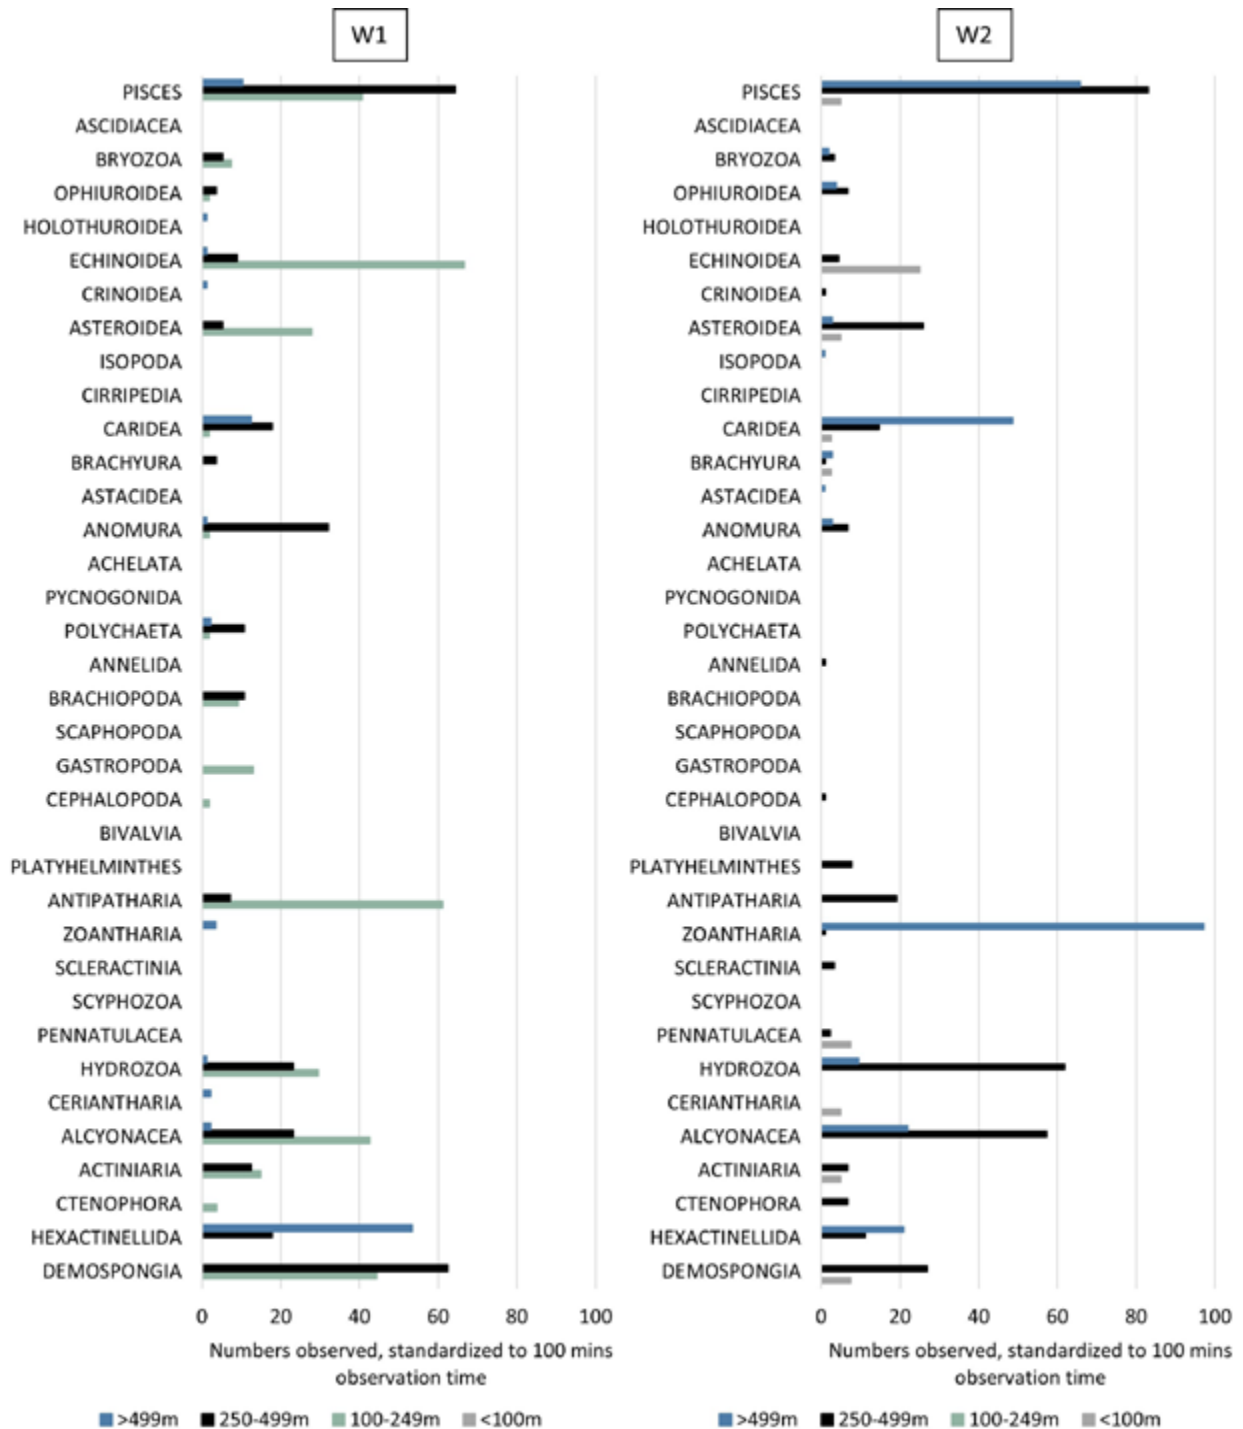 W1
PISCES
ASCIDIACEA
BRYOZOA
OPHIUROIDEA
HOLOTHUROIDEA
ECHINOIDEA
CRINOIDEA
ASTEROIDEA
ISOPODA
CIRRIPEDIA
CARIDEA
BRACHYURA
ASTACIDEA
ANOMURA
ACHELATA
PYCNOGONIDA
POLYCHAETA
ANNELIDA
BRACHIOPODA
SCAPHOPODA
GASTROPODA
CEPHALOPODA
BIVALVIA
PLATYHELMINTHES
ANTIPATHARIA
ZOANTHARIA
SCLERACTINIA
SCYPHOZOA
PENNATULACEA
HYDROZOA
CERIANTHARIA
ALCYONACEA
ACTINIARIA
CTENOPHORA
HEXACTINELLIDA
DEMOSPONGIA
0 20 40 60 80 100
Numbers observed, standardized to 100 mins
observation time
>499m 250-499m 100-249m <100m
W2
PISCES
ASCIDIACEA
BRYOZOA
OPHIUROIDEA
HOLOTHUROIDEA
ECHINOIDEA
CRINOIDEA
ASTEROIDEA
ISOPODA
CIRRIPEDIA
CARIDEA
BRACHYURA
ASTACIDEA
ANOMURA
ACHELATA
PYCNOGONIDA
POLYCHAETA
ANNELIDA
BRACHIOPODA
SCAPHOPODA
GASTROPODA
CEPHALOPODA
BIVALVIA
PLATYHELMINTHES
ANTIPATHARIA
ZOANTHARIA
SCLERACTINIA
SCYPHOZOA
PENNATULACEA
HYDROZOA
CERIANTHARIA
ALCYONACEA
ACTINIARIA
CTENOPHORA
HEXACTINELLIDA
DEMOSPONGIA
0 20 40 60 80 100
Numbers observed, standardized to 100 mins
observation time
>499m 250-499m 100-249m <100m